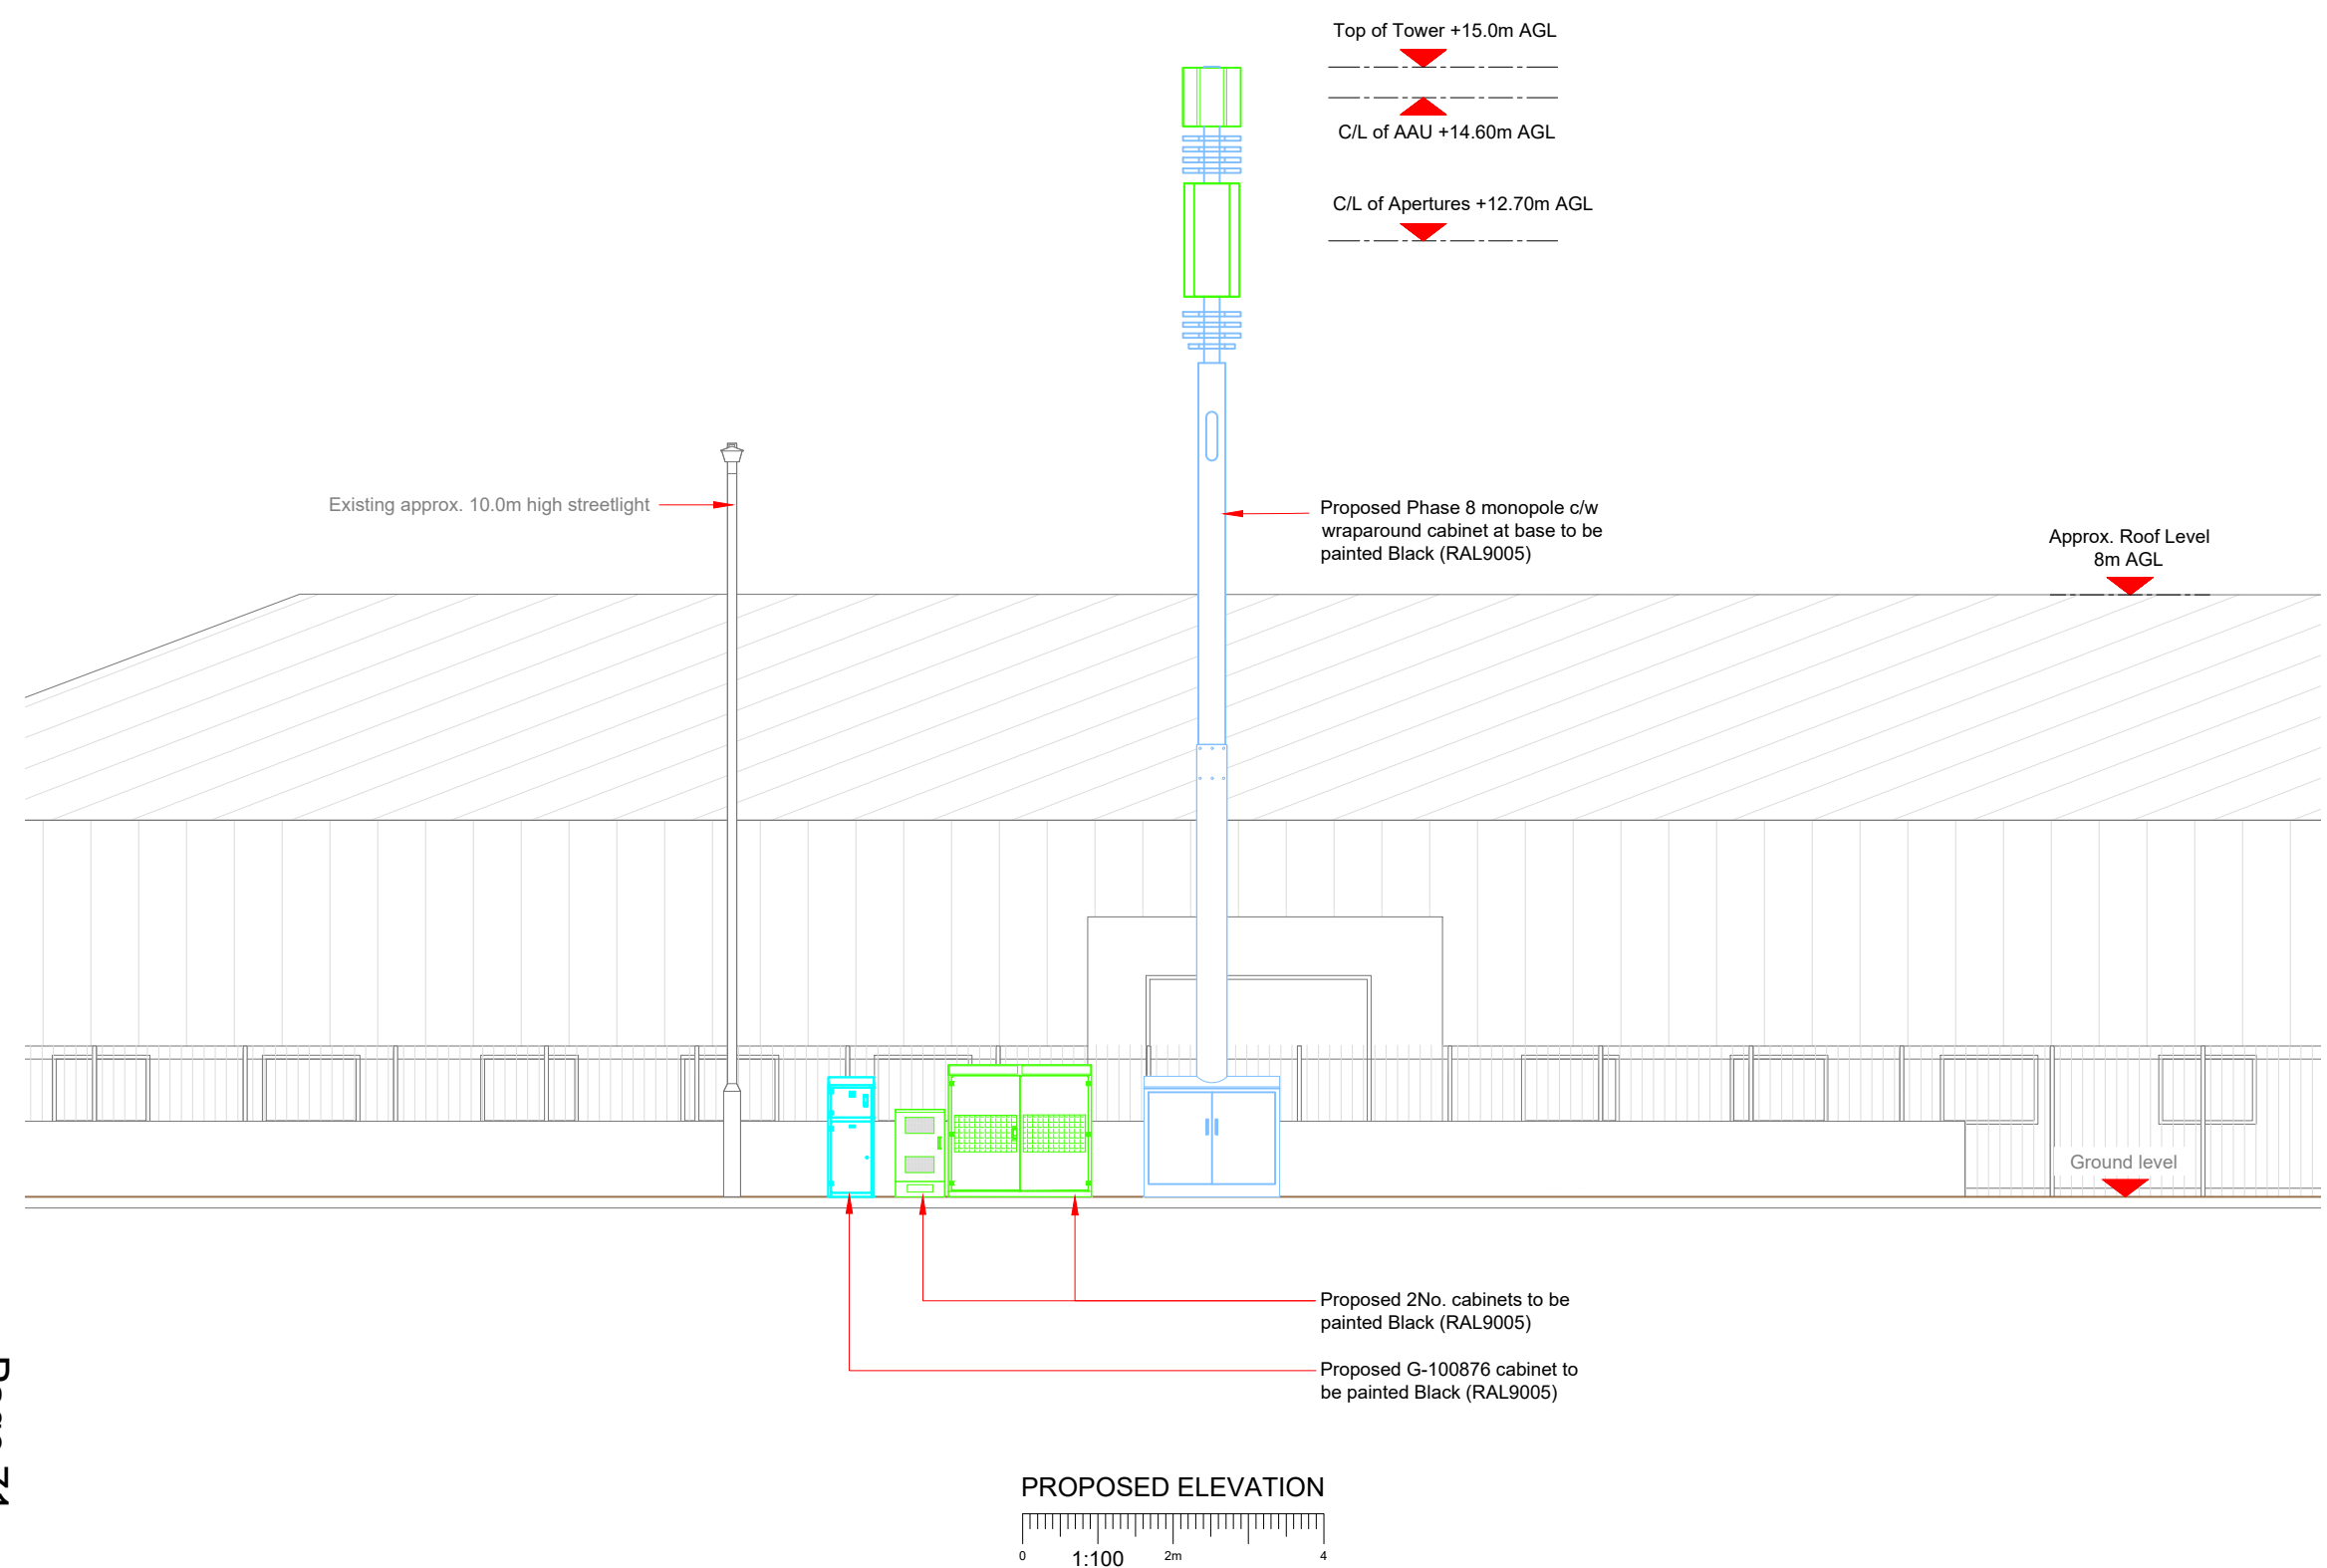 Top of Tower +15.0m AGL
C/L of AAU +14.60m AGL
C/L of Apertures +12.70m AGL
Existing approx. 10.0m high streetlight
Proposed Phase 8 monopole c/w
wraparound cabinet at base to be
painted Black (RAL9005)
Approx. Roof Level
8m AGL
Ground level
Proposed 2No. cabinets to be
painted Black (RAL9005)
Proposed G-100876 cabinet to
be painted Black (RAL9005)
PROPOSED ELEVATION
0 1:100 2m 4